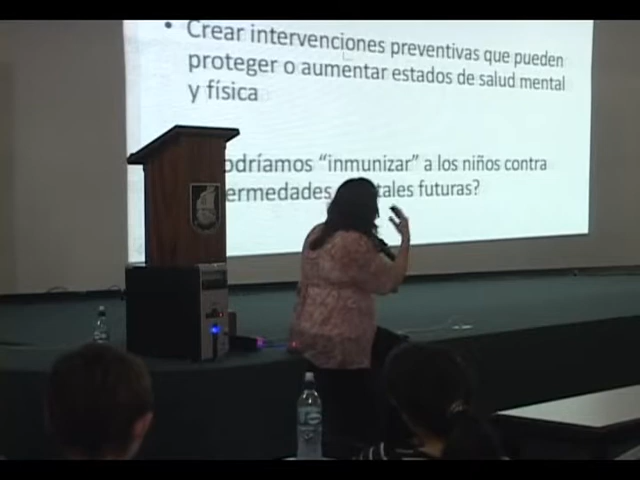 • Crear intervenciones preventivas que pueden
proteger o aumentar estados de salud mental
y física
odríamos “inmunizar” a los niños contra
ermedades tales futuras?